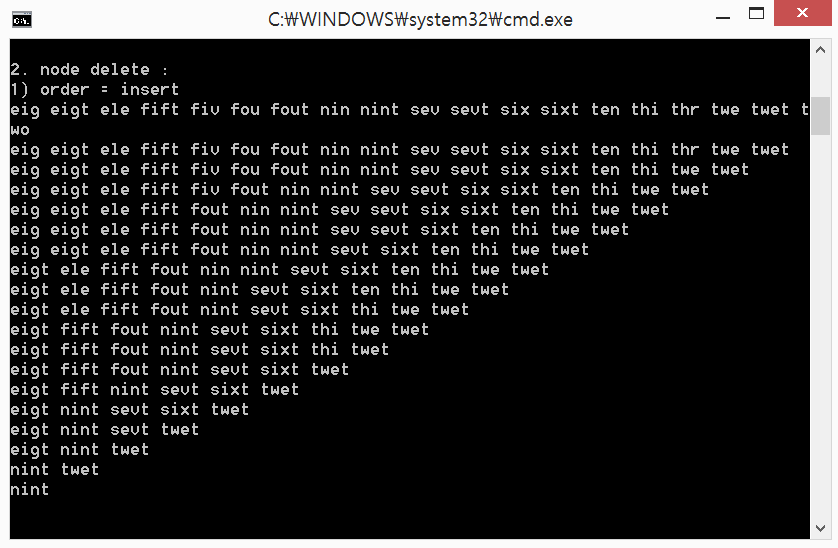 C:₩WINDOWS₩system32₩cmd.exe
2. node delete :
1) order = insert
eig eigt ele fift fiv fou fout nin nint sev sevt six sixt ten thi thr twe twet t
wo
eig eigt ele fift fiv fou fout nin nint sev sevt six sixt ten thi thr twe twet
eig eigt ele fift fiv fou fout nin nint sev sevt six sixt ten thi twe twet
eig eigt ele fift fiv fout nin nint sev sevt six sixt ten thi twe twet
eig eigt ele fift fout nin nint sev sevt six sixt ten thi twe twet
eig eigt ele fift fout nin nint sev sevt sixt ten thi twe twet
eig eigt ele fift fout nin nint sevt sixt ten thi twe twet
eigt ele fift fout nin nint sevt sixt ten thi twe twet
eigt ele fift fout nint sevt sixt ten thi twe twet
eigt ele fift fout nint sevt sixt thi twe twet
eigt fift fout nint sevt sixt thi twe twet
eigt fift fout nint sevt sixt thi twet
eigt fift fout nint sevt sixt twet
eigt fift nint sevt sixt twet
eigt nint sevt sixt twet
eigt nint sevt twet
eigt nint twet
nint twet
nint